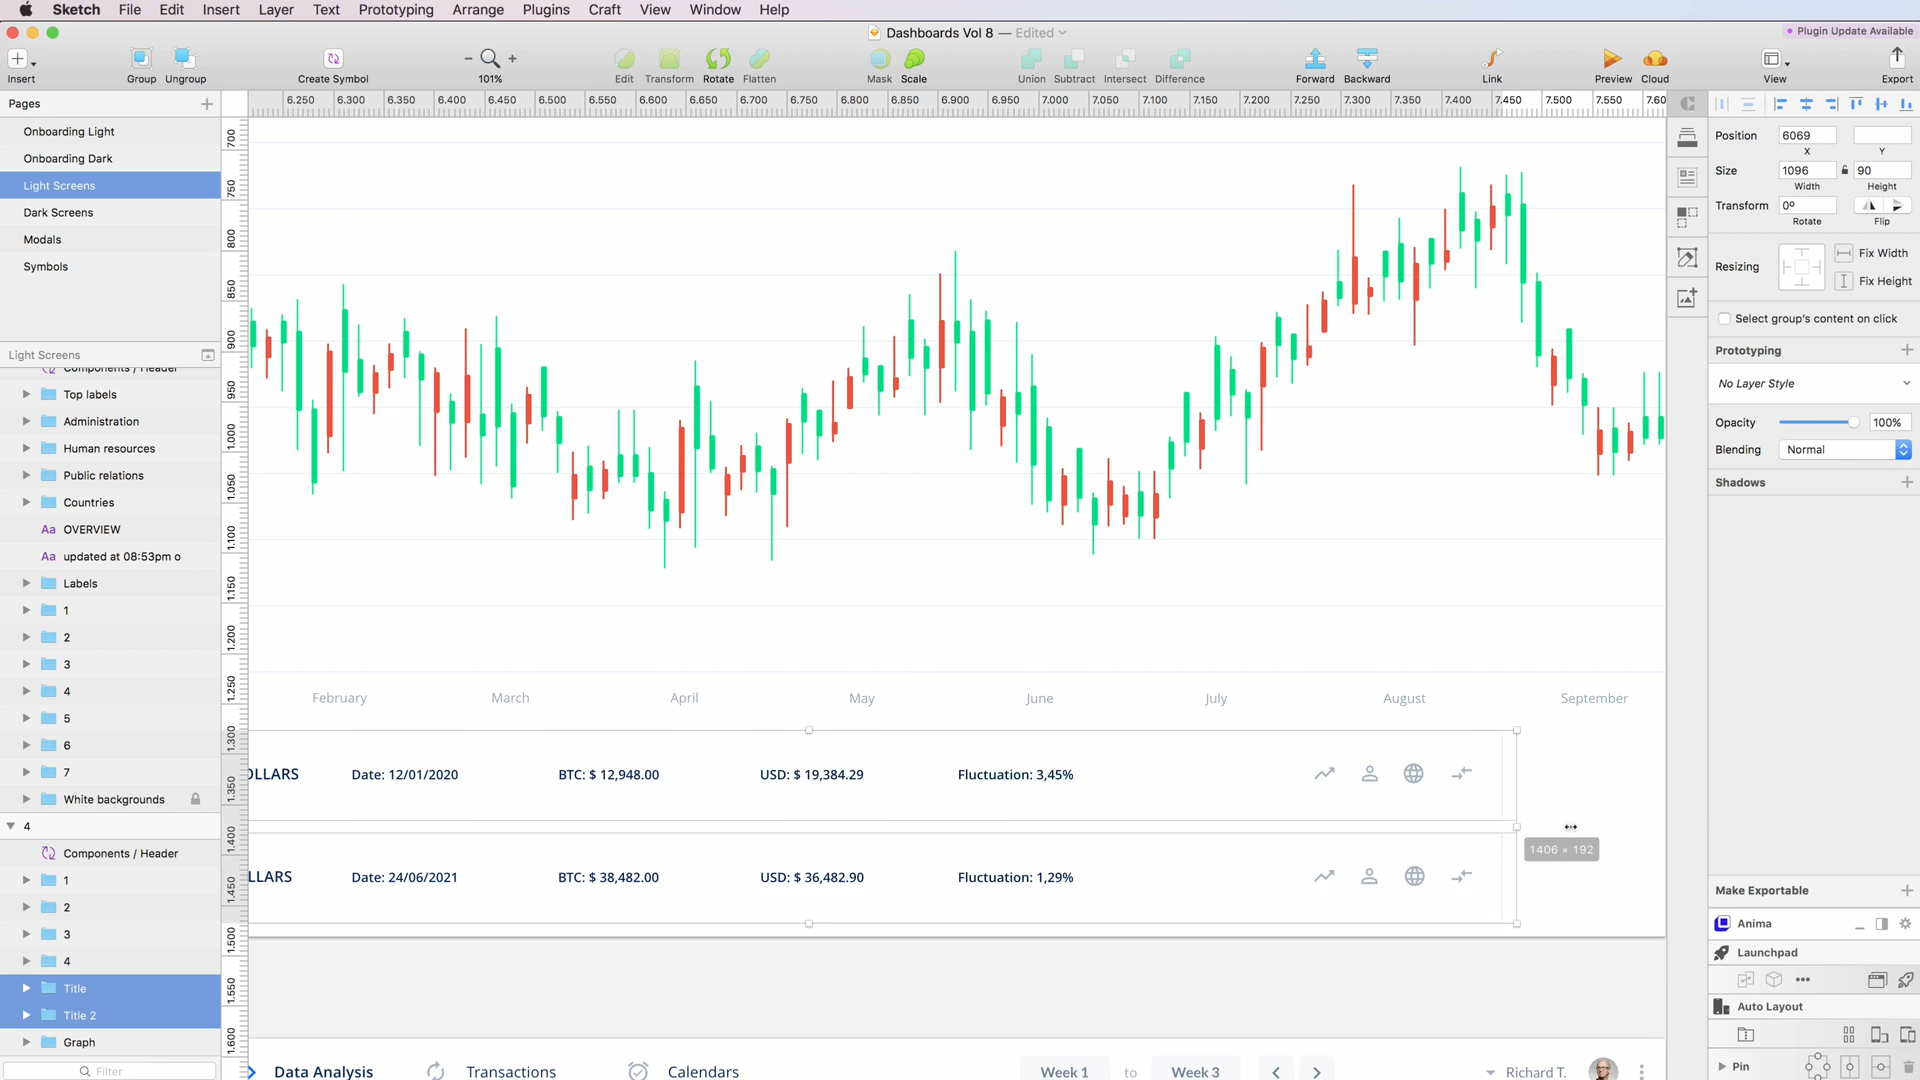 Sketch File Edit Insert Layer Text Prototyping Arrange Plugins Craft View Window Help
Dashboards Vol 8 — Edited
Plugin Update Available
Insert Group Ungroup Create Symbol 101% Edit Transform Rotate Flatten Mask Scale Union Subtract Intersect Difference Forward Backward Link Preview Cloud View Export
Pages
6.250 6.300 6.350 6.400 6.450 6.500 6.550 6.600 6.650 6.700 6.750 6.800 6.850 6.900 6.950 7.000 7.050 7.100 7.150 7.200 7.250 7.300 7.350 7.400 7.450 7.500 7.550 7.60
Onboarding Light
Onboarding Dark
Light Screens
Dark Screens
Modals
Symbols
Light Screens
Components / Header
Top labels
Administration
Human resources
Public relations
Countries
Aa OVERVIEW
Aa updated at 08:53pm o
Labels
1
2
3
4
5
6
7
White backgrounds
4
Components / Header
1
2
3
4
Title
Title 2
Graph
Filter
700
750
800
850
900
950
1.000
1.050
1.100
1.150
1.200
1.250
1.300
1.350
1.400
1.450
1.500
1.550
1.600
February March April May June July August September
OLLARS Date: 12/01/2020 BTC: $ 12,948.00 USD: $ 19,384.29 Fluctuation: 3,45%
1406 × 192
LLARS Date: 24/06/2021 BTC: $ 38,482.00 USD: $ 36,482.90 Fluctuation: 1,29%
Data Analysis Transactions Calendars Week 1 to Week 3 Richard T.
Position 6069
X Y
Size 1096 90
Width Height
Transform 0º
Rotate Flip
Resizing Fix Width
Fix Height
Select group's content on click
Prototyping
No Layer Style
Opacity 100%
Blending Normal
Shadows
Make Exportable
Anima
Launchpad
Auto Layout
Pin